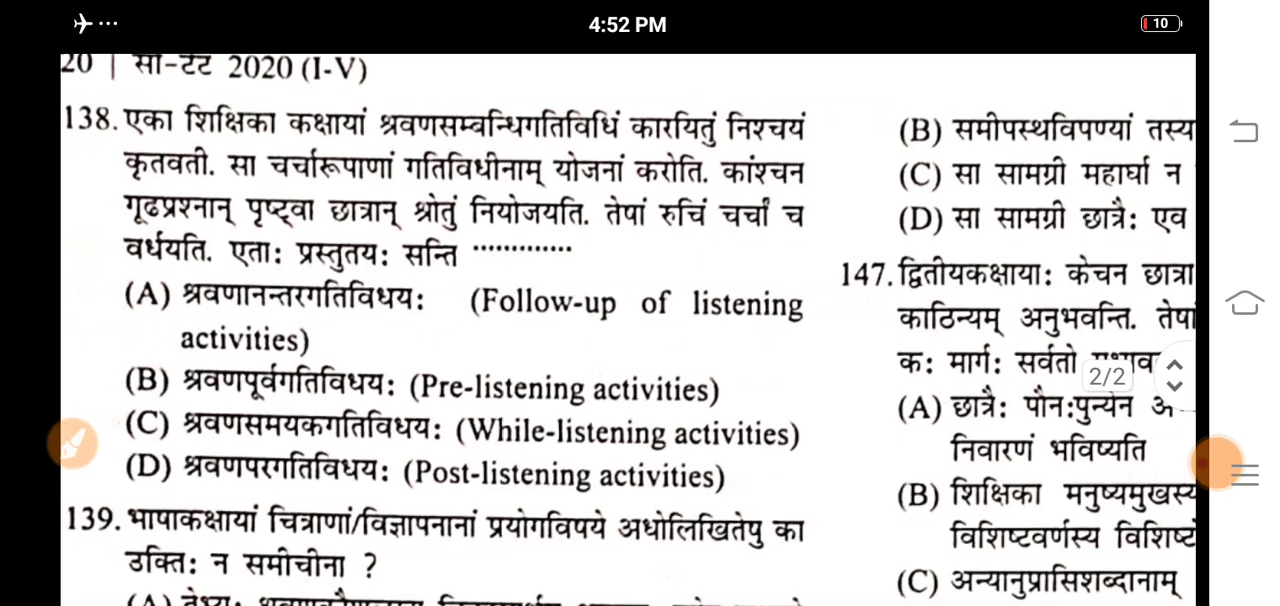 4:52 PM
10
20 | सी-टेट 2020 (I-V)
138. एका शिक्षिका कक्षायां श्रवणसम्बन्धिगतिविधिं कारयितुं निश्चयं
कृतवती. सा चर्चारूपाणां गतिविधीनाम् योजनां करोति. कांश्चन
गूढप्रश्नान् पृष्ट्वा छात्रान् श्रोतुं नियोजयति. तेषां रुचिं चर्चां च
वर्धयति. एताः प्रस्तुतयः सन्ति .............
(A) श्रवणानन्तरगतिविधयः (Follow-up of listening
activities)
(B) श्रवणपूर्वगतिविधयः (Pre-listening activities)
(C) श्रवणसमयकगतिविधयः (While-listening activities)
(D) श्रवणपरगतिविधयः (Post-listening activities)
139. भाषाकक्षायां चित्राणां/विज्ञापनानां प्रयोगविषये अधोलिखितेषु का
उक्तिः न समीचीना ?
(A) तेभ्यः
(B) समीपस्थविपण्यां तस्य
(C) सा सामग्री महार्घा न
(D) सा सामग्री छात्रैः एव
147. द्वितीयकक्षायाः केचन छात्रा
काठिन्यम् अनुभवन्ति. तेषां
कः मार्गः सर्वतो
2/2
(A) छात्रैः पौनःपुन्येन
निवारणं भविष्यति
(B) शिक्षिका मनुष्यमुखस्य
विशिष्टवर्णस्य
(C) अन्यानुप्रासिशब्दानाम्